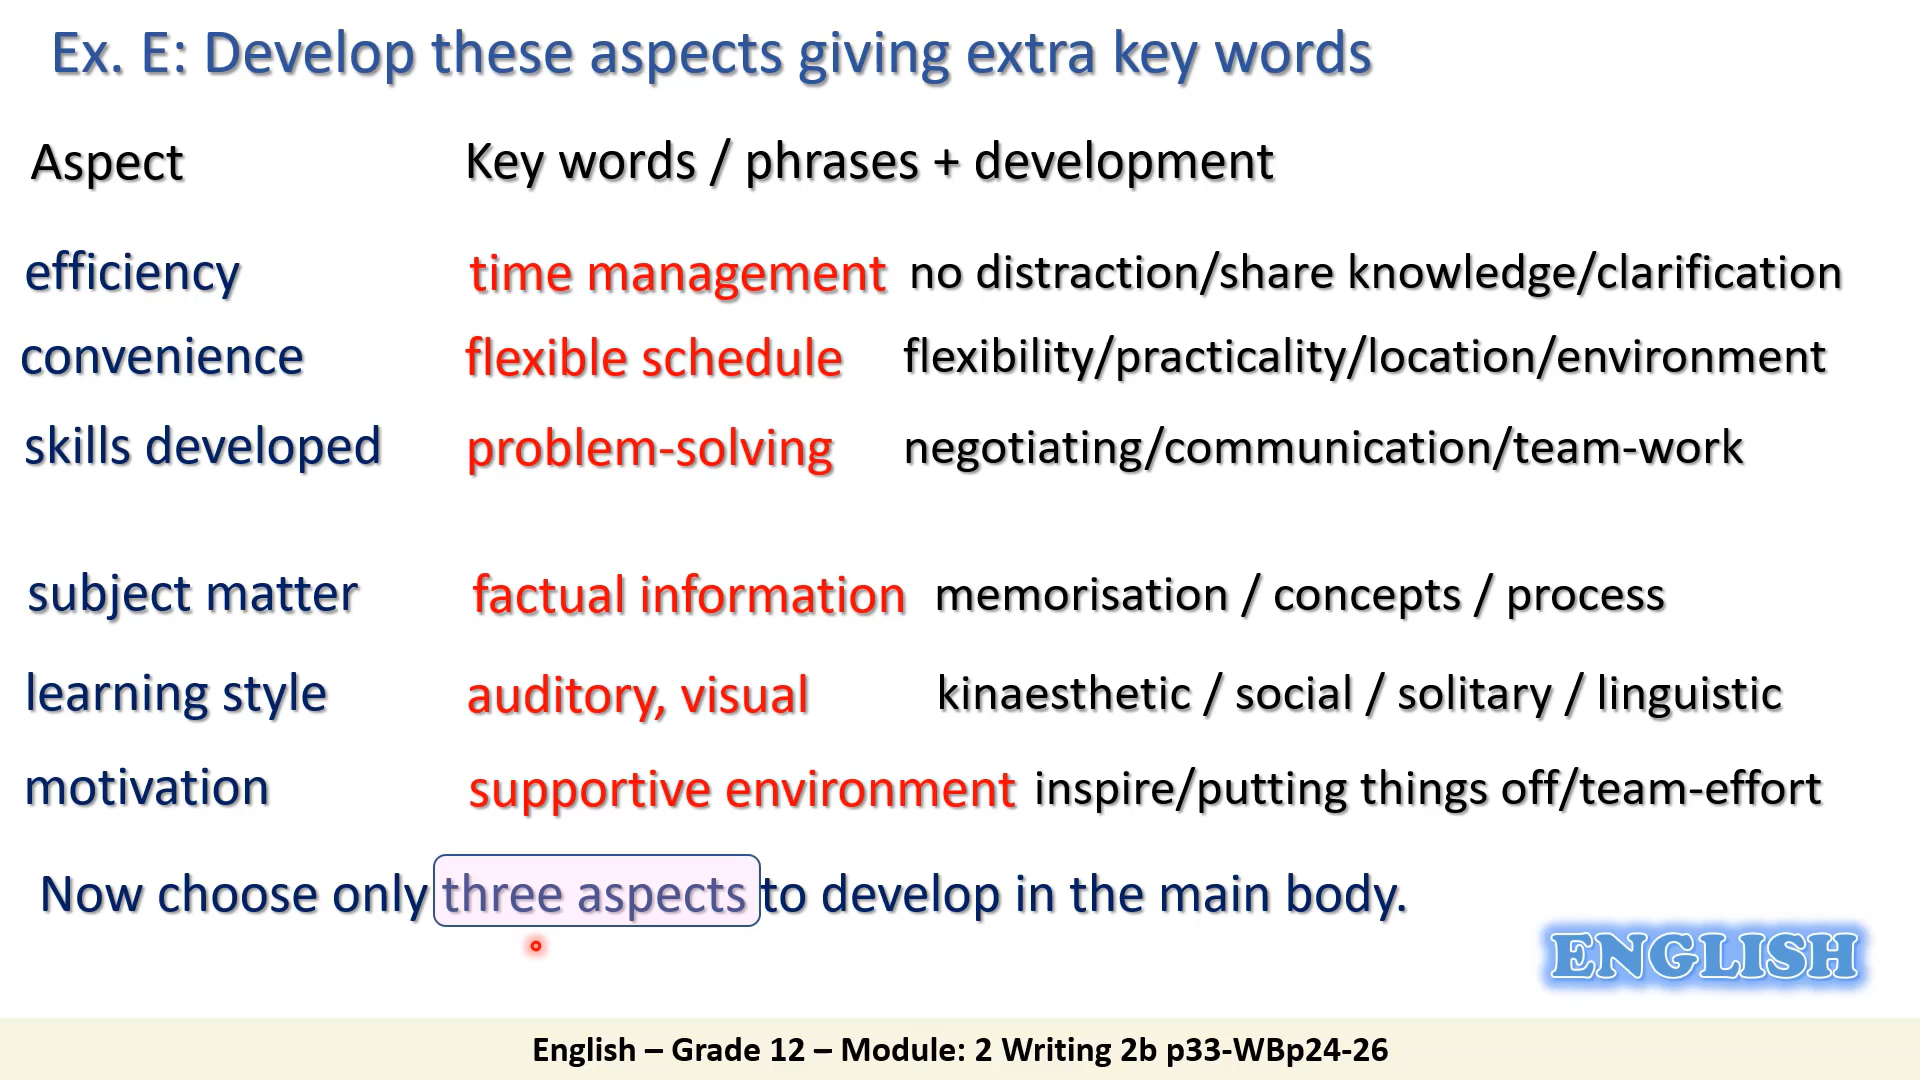 Ex. E: Develop these aspects giving extra key words
Aspect Key words / phrases + development
efficiency time management no distraction/share knowledge/clarification
convenience flexible schedule flexibility/practicality/location/environment
skills developed problem-solving negotiating/communication/team-work
subject matter factual information memorisation / concepts / process
learning style auditory, visual kinaesthetic / social / solitary / linguistic
motivation supportive environment inspire/putting things off/team-effort
Now choose only three aspects to develop in the main body.
ENGLISH
English – Grade 12 – Module: 2 Writing 2b p33-WBp24-26